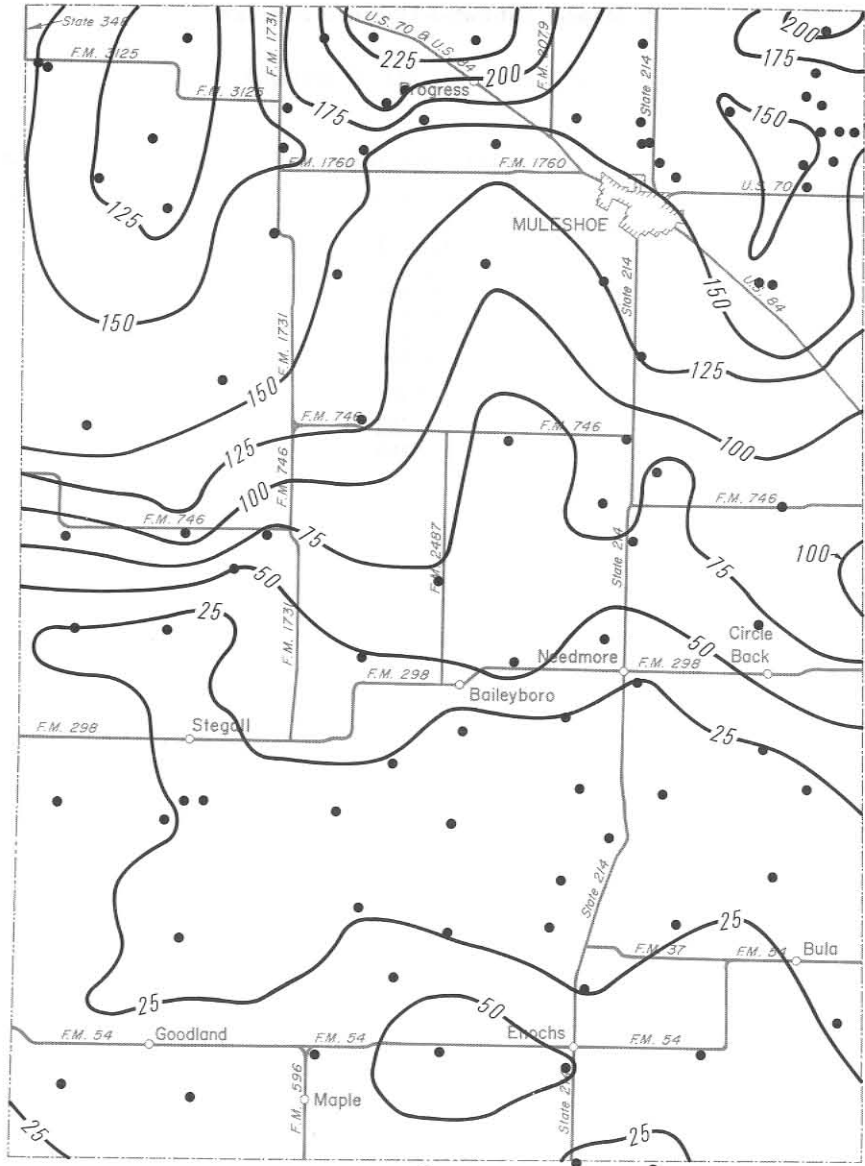 State 348
F.M. 3125
F.M. 1731
U.S. 70 & U.S. 84
F.M. 2079
200
225
200
175
Progress
F.M. 3125
State 214
175
150
F.M. 1760
F.M. 1760
U.S. 70
125
MULESHOE
State 214
150
U.S. 84
150
F.M. 1731
125
150
F.M. 746
F.M. 746
100
125
F.M. 746
100
F.M. 746
F.M. 746
75
F.M. 2487
State 214
75
100
50
25
F.M. 1731
50
Circle
Back
Needmore
F.M. 298
F.M. 298
Baileyboro
F.M. 298
Stegall
25
State 214
25
F.M. 37
F.M. 54
Bula
25
50
F.M. 54
Goodland
F.M. 54
Enochs
F.M. 54
F.M. 596
Maple
25
25